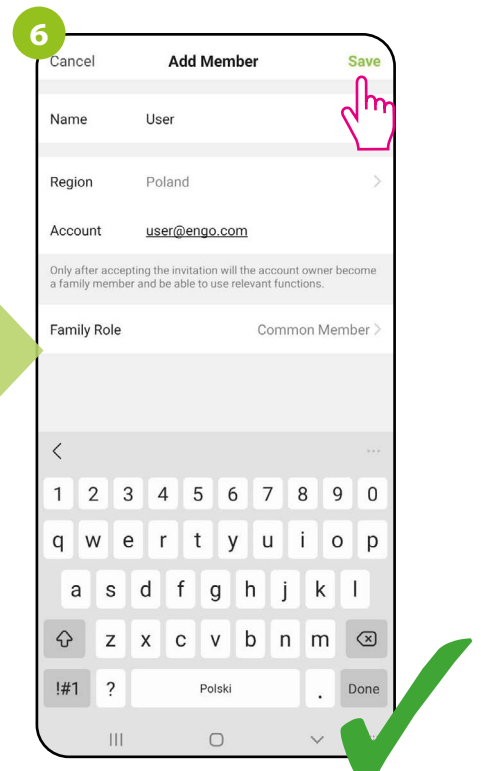 6
Cancel Add Member Save
Name User
Region Poland >
Account user@engo.com
Only after accepting the invitation will the account owner become
a family member and be able to use relevant functions.
Family Role Common Member >
< ...
1 2 3 4 5 6 7 8 9 0
q w e r t y u i o p
a s d f g h j k l
z x c v b n m
!#1 ? Polski . Done